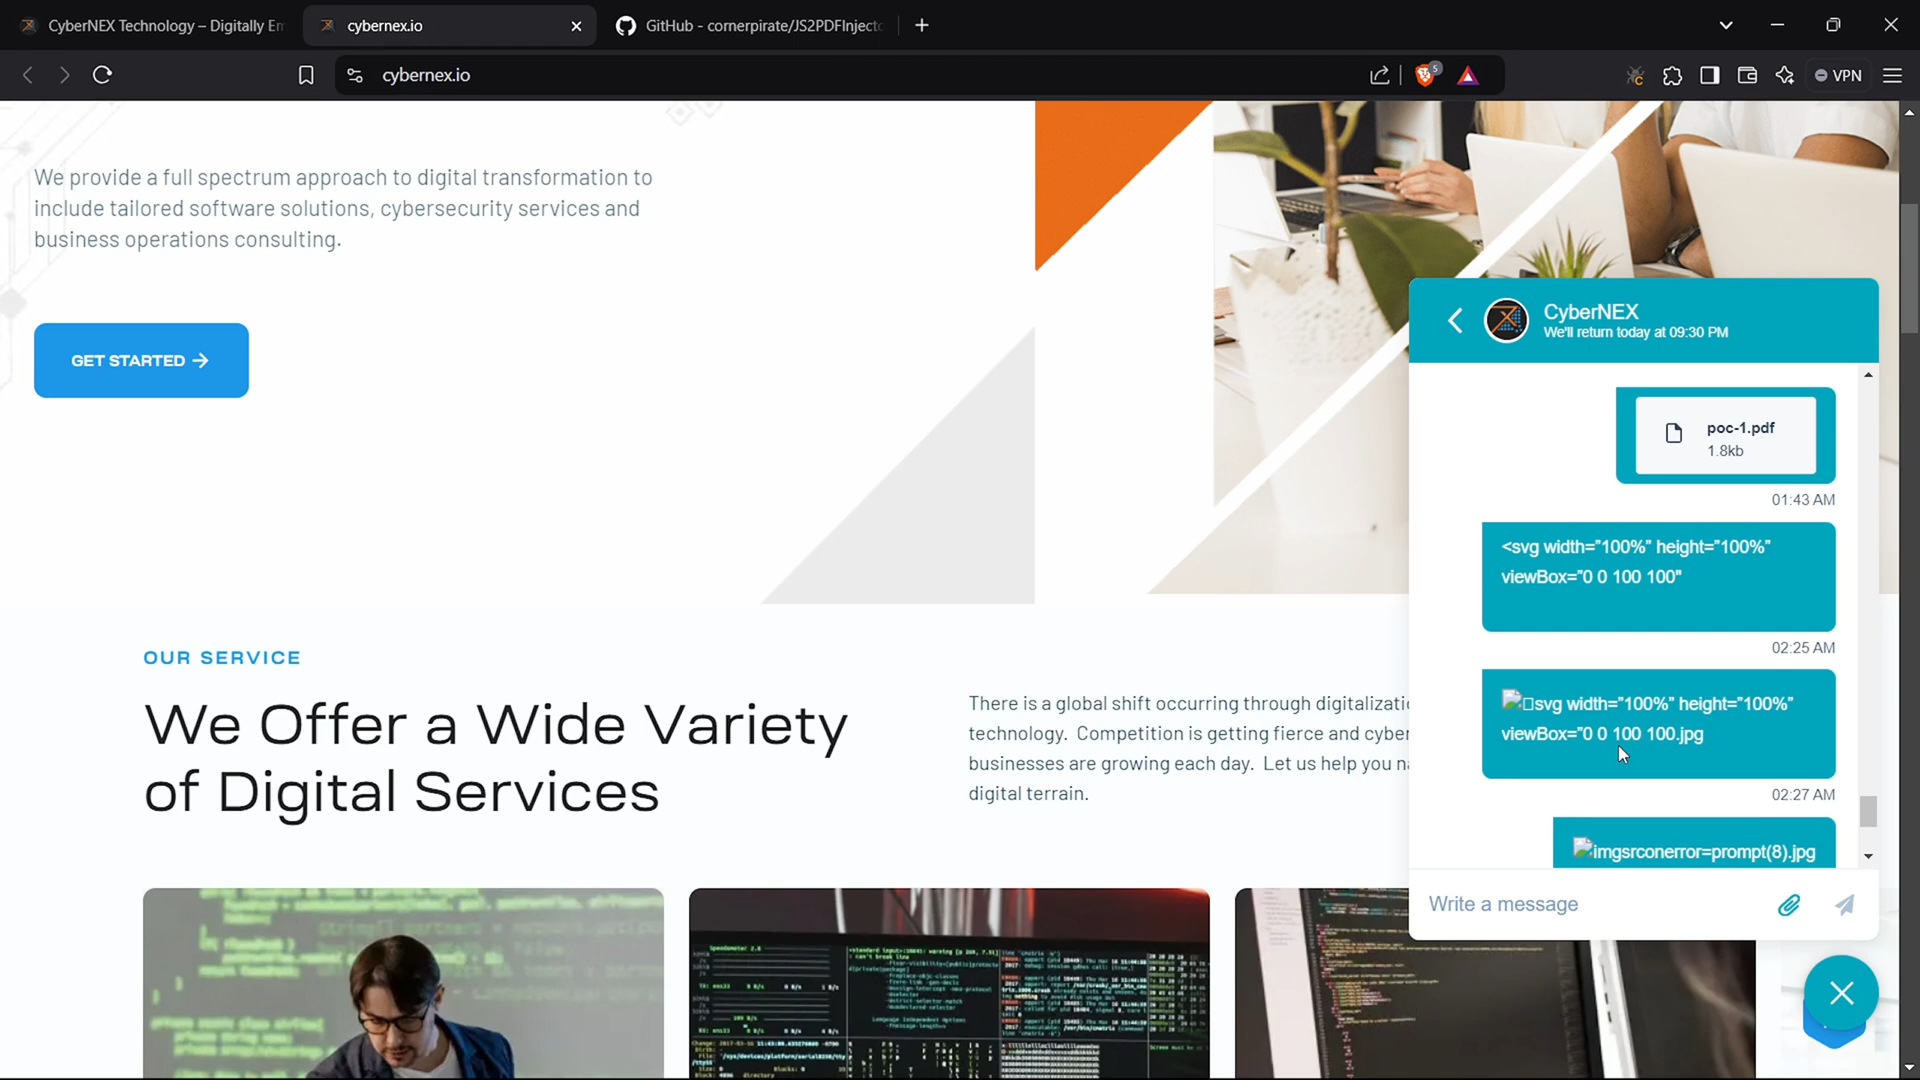 CyberNEX Technology – Digitally Em
cybernex.io
GitHub - cornerpirate/JS2PDFInjecto
cybernex.io
5
VPN
We provide a full spectrum approach to digital transformation to
include tailored software solutions, cybersecurity services and
business operations consulting.
GET STARTED →
OUR SERVICE
We Offer a Wide Variety
of Digital Services
There is a global shift occurring through digitalizatic
technology. Competition is getting fierce and cyber
businesses are growing each day. Let us help you na
digital terrain.
CyberNEX
We'll return today at 09:30 PM
poc-1.pdf
1.8kb
01:43 AM
<svg width="100%" height="100%"
viewBox="0 0 100 100"
02:25 AM
svg width="100%" height="100%"
viewBox="0 0 100 100.jpg
02:27 AM
imgsrconerror=prompt(8).jpg
Write a message